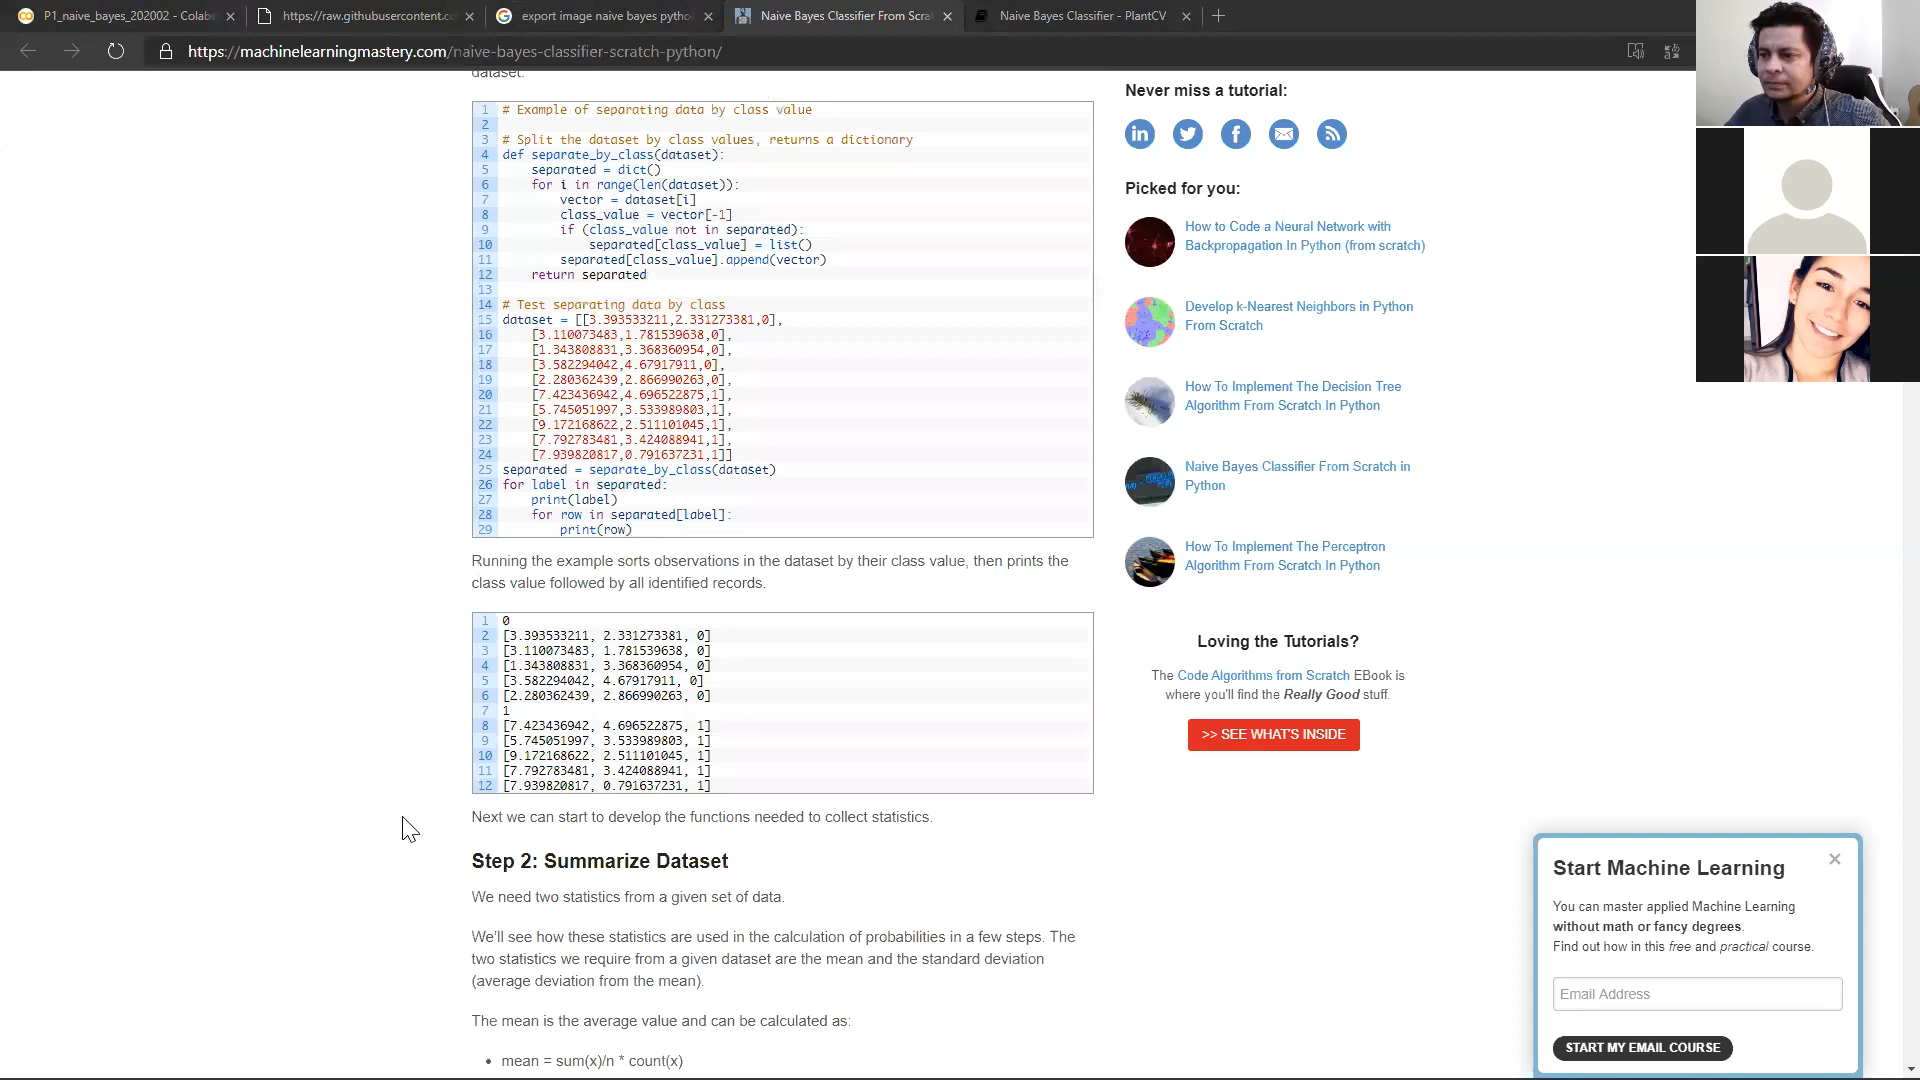 P1_naive_bayes_202002 - Colab
https://raw.githubusercontent.co
export image naive bayes pytho
Naive Bayes Classifier From Scra
Naive Bayes Classifier - PlantCV
https://machinelearningmastery.com/naive-bayes-classifier-scratch-python/
dataset.
1 # Example of separating data by class value
2
3 # Split the dataset by class values, returns a dictionary
4 def separate_by_class(dataset):
5 separated = dict()
6 for i in range(len(dataset)):
7 vector = dataset[i]
8 class_value = vector[-1]
9 if (class_value not in separated):
10 separated[class_value] = list()
11 separated[class_value].append(vector)
12 return separated
13
14 # Test separating data by class
15 dataset = [[3.393533211,2.331273381,0],
16 [3.110073483,1.781539638,0],
17 [1.343808831,3.368360954,0],
18 [3.582294042,4.67917911,0],
19 [2.280362439,2.866990263,0],
20 [7.423436942,4.696522875,1],
21 [5.745051997,3.533989803,1],
22 [9.172168622,2.511101045,1],
23 [7.792783481,3.424088941,1],
24 [7.939820817,0.791637231,1]]
25 separated = separate_by_class(dataset)
26 for label in separated:
27 print(label)
28 for row in separated[label]:
29 print(row)
Running the example sorts observations in the dataset by their class value, then prints the
class value followed by all identified records.
1 0
2 [3.393533211, 2.331273381, 0]
3 [3.110073483, 1.781539638, 0]
4 [1.343808831, 3.368360954, 0]
5 [3.582294042, 4.67917911, 0]
6 [2.280362439, 2.866990263, 0]
7 1
8 [7.423436942, 4.696522875, 1]
9 [5.745051997, 3.533989803, 1]
10 [9.172168622, 2.511101045, 1]
11 [7.792783481, 3.424088941, 1]
12 [7.939820817, 0.791637231, 1]
Next we can start to develop the functions needed to collect statistics.
Step 2: Summarize Dataset
We need two statistics from a given set of data.
We'll see how these statistics are used in the calculation of probabilities in a few steps. The
two statistics we require from a given dataset are the mean and the standard deviation
(average deviation from the mean).
The mean is the average value and can be calculated as:
• mean = sum(x)/n * count(x)
Never miss a tutorial:
Picked for you:
How to Code a Neural Network with
Backpropagation In Python (from scratch)
Develop k-Nearest Neighbors in Python
From Scratch
How To Implement The Decision Tree
Algorithm From Scratch In Python
Naive Bayes Classifier From Scratch in
Python
How To Implement The Perceptron
Algorithm From Scratch In Python
Loving the Tutorials?
The Code Algorithms from Scratch EBook is
where you'll find the Really Good stuff.
>> SEE WHAT'S INSIDE
Start Machine Learning
You can master applied Machine Learning
without math or fancy degrees.
Find out how in this free and practical course.
Email Address
START MY EMAIL COURSE